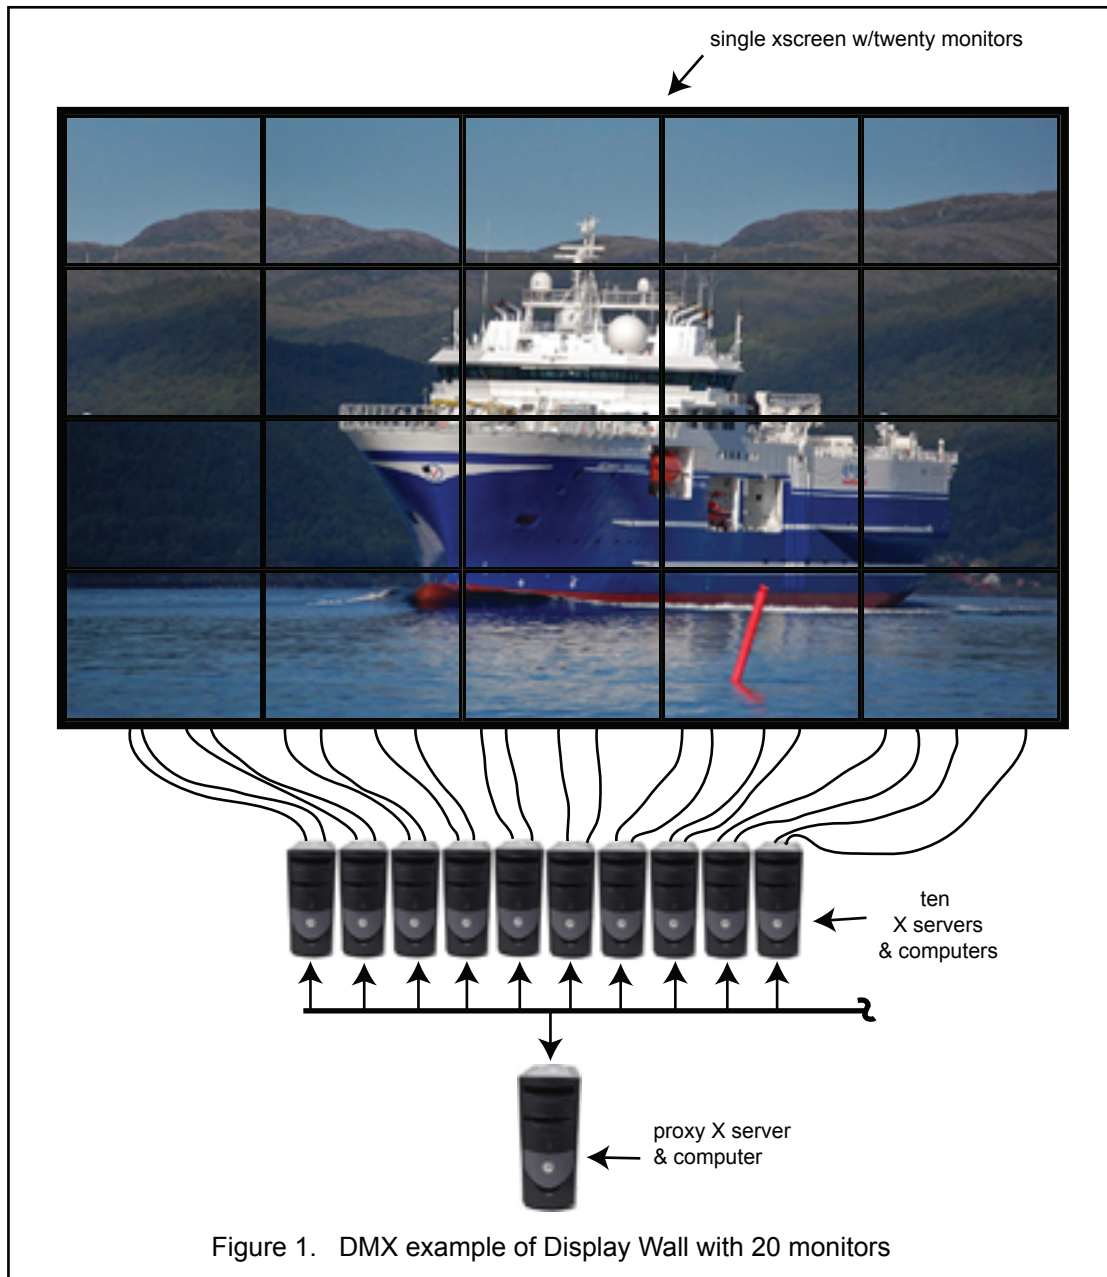 single xscreen w/twenty monitors
ten
X servers
& computers
proxy X server
& computer
Figure 1. DMX example of Display Wall with 20 monitors